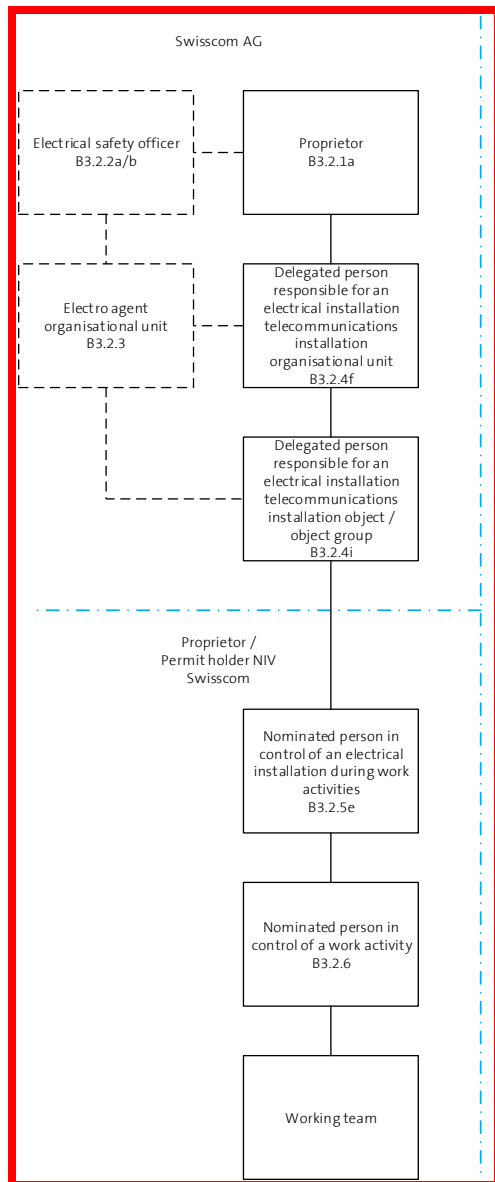 Swisscom AG
Electrical safety officer
B3.2.2a/b
Proprietor
B3.2.1a
Electro agent
organisational unit
B3.2.3
Delegated person
responsible for an
electrical installation
telecommunications
installation
organisational unit
B3.2.4f
Delegated person
responsible for an
electrical installation
telecommunications
installation object /
object group
B3.2.4i
Proprietor /
Permit holder NIV
Swisscom
Nominated person in
control of an electrical
installation during work
activities
B3.2.5e
Nominated person in
control of a work activity
B3.2.6
Working team